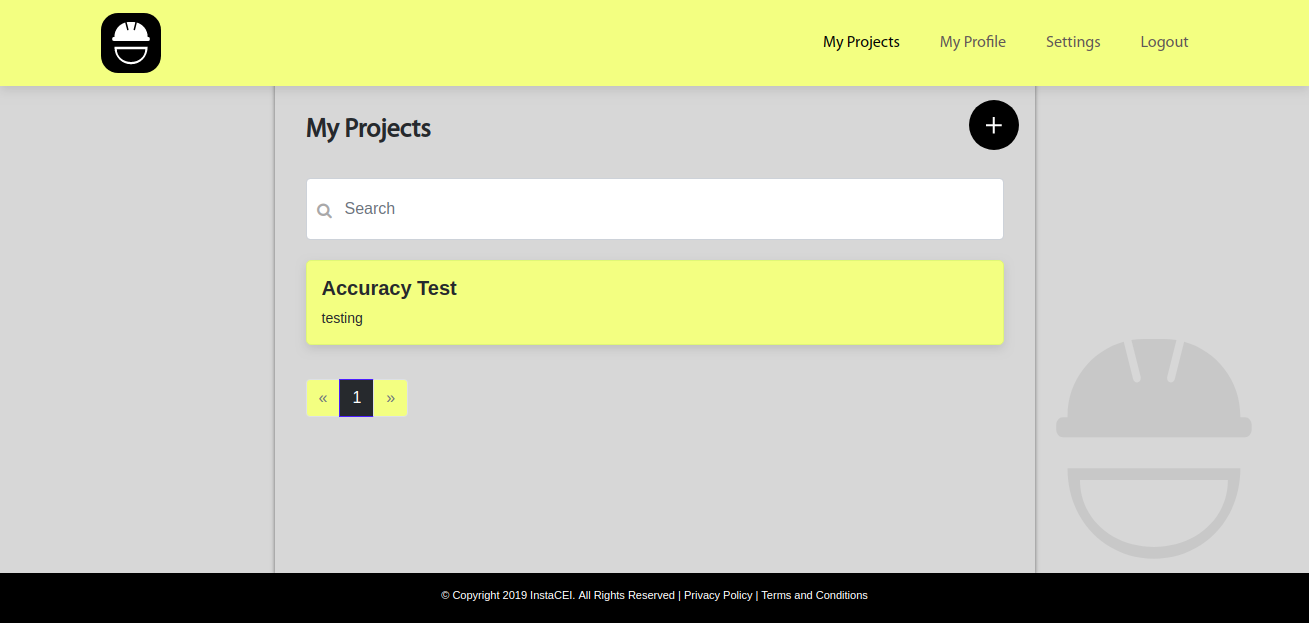 My Projects My Profile Settings Logout
My Projects
+
Search
Accuracy Test
testing
« 1 »
© Copyright 2019 InstaCEI. All Rights Reserved | Privacy Policy | Terms and Conditions